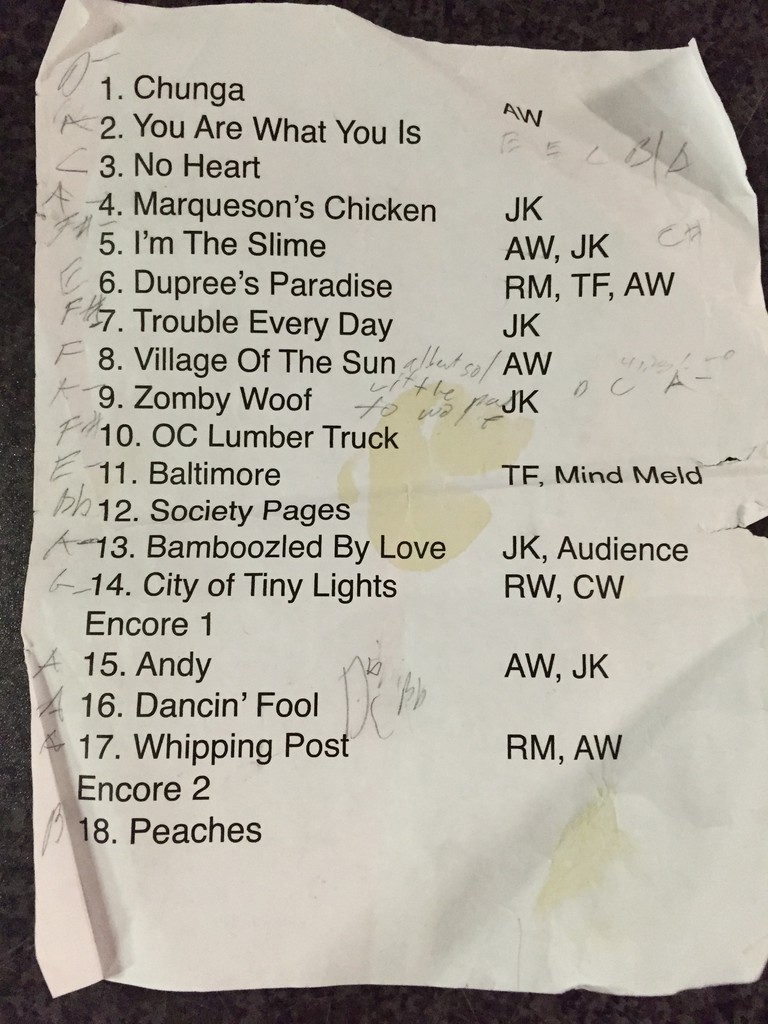 D- 1. Chunga
A 2. You Are What You Is AW
E E C B/D
C 3. No Heart
A - 4. Marqueson's Chicken JK
F#- 5. I'm The Slime AW, JK C#
E 6. Dupree's Paradise RM, TF, AW
F# 7. Trouble Every Day JK
F 8. Village Of The Sun AW
A- 9. Zomby Woof JK D C A-
F# 10. OC Lumber Truck
E- 11. Baltimore TF, Mind Meld
Bb 12. Society Pages
A- 13. Bamboozled By Love JK, Audience
G- 14. City of Tiny Lights RW, CW
Encore 1
A 15. Andy AW, JK
A 16. Dancin' Fool Bb
A 17. Whipping Post RM, AW
Encore 2
B 18. Peaches